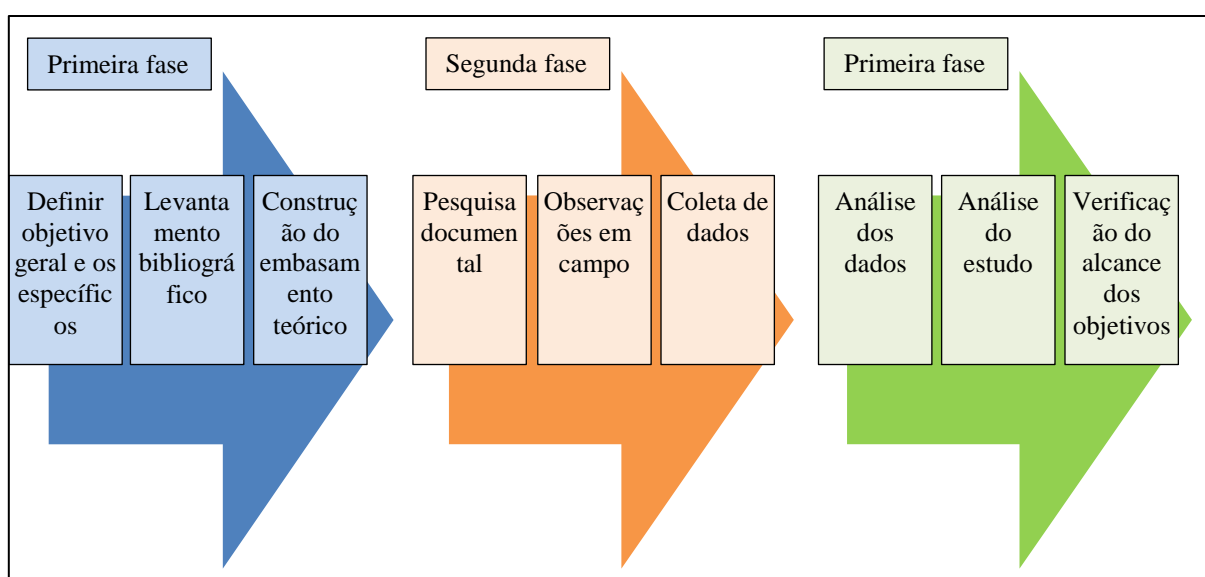 Primeira fase
Definir
objetivo
geral e os
específic
os
Levanta
mento
bibliográ
fico
Construç
ão do
embasam
ento
teórico
Segunda fase
Pesquisa
documen
tal
Observaç
ões em
campo
Coleta de
dados
Primeira fase
Análise
dos
dados
Análise
do
estudo
Verificaç
ão do
alcance
dos
objetivos